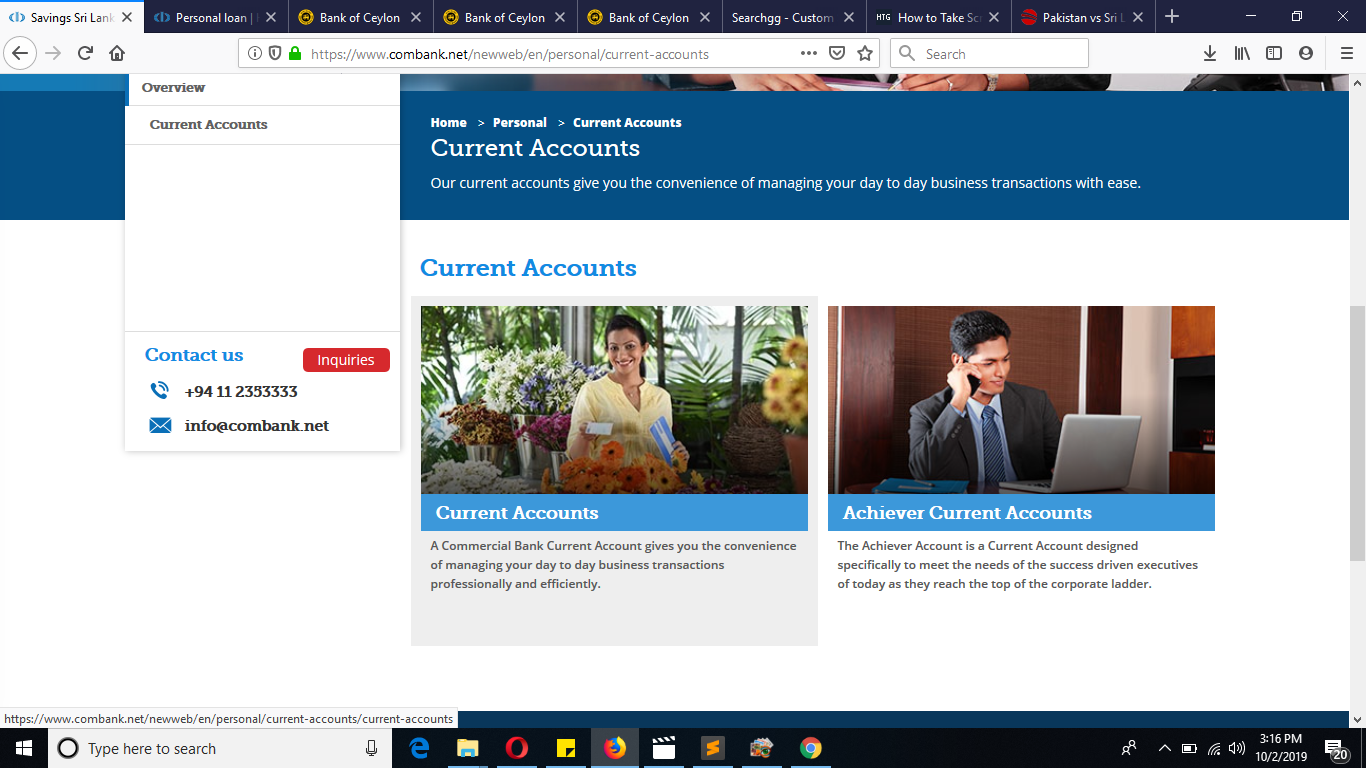 Savings Sri Lank
Personal loan |
Bank of Ceylon
Bank of Ceylon
Bank of Ceylon
Searchgg - Custom
HTG How to Take Sc
Pakistan vs Sri L
https://www.combank.net/newweb/en/personal/current-accounts
Search
Overview
Current Accounts
Home > Personal > Current Accounts
Current Accounts
Our current accounts give you the convenience of managing your day to day business transactions with ease.
Contact us
Inquiries
+94 11 2353333
info@combank.net
Current Accounts
Current Accounts
A Commercial Bank Current Account gives you the convenience
of managing your day to day business transactions
professionally and efficiently.
Achiever Current Accounts
The Achiever Account is a Current Account designed
specifically to meet the needs of the success driven executives
of today as they reach the top of the corporate ladder.
https://www.combank.net/newweb/en/personal/current-accounts/current-accounts
Type here to search
3:16 PM
10/2/2019
20